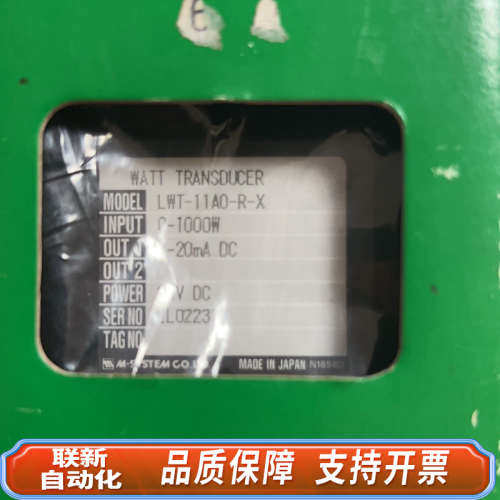 WATT TRANSDUCER
MODEL LWT-11A0-R-X
INPUT 0-1000W
OUT 1 -20mA DC
OUT 2
POWER V DC
SER NO
TAG NO
M-SYSTEM CO. MADE IN JAPAN
联新 品质保障 支持开票
自动化